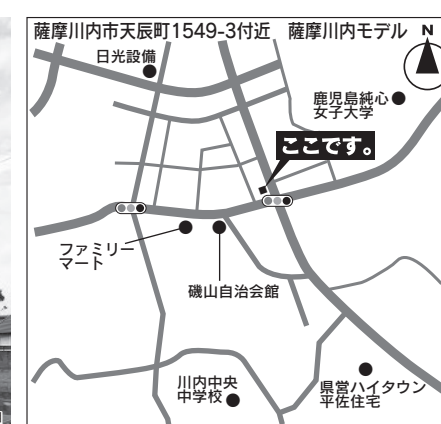 薩摩川内市天辰町1549-3付近 薩摩川内モデル
N
日光設備
鹿児島純心
女子大学
ここです。
ファミリー
マート
磯山自治会館
川内中央
中学校
県営ハイタウン
平佐住宅